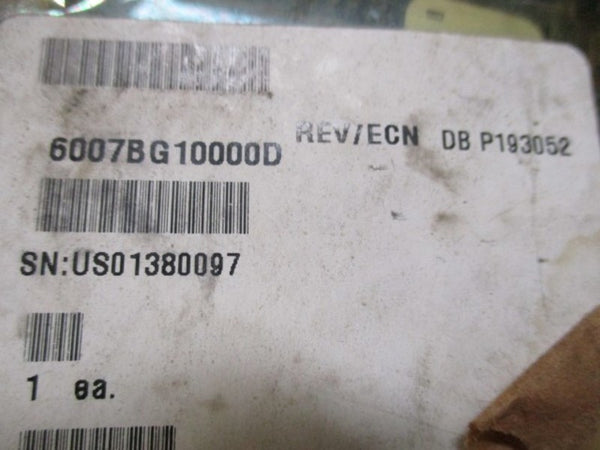 6007BG10000D REV/ECN DB P193052
SN:US01380097
1 ea.